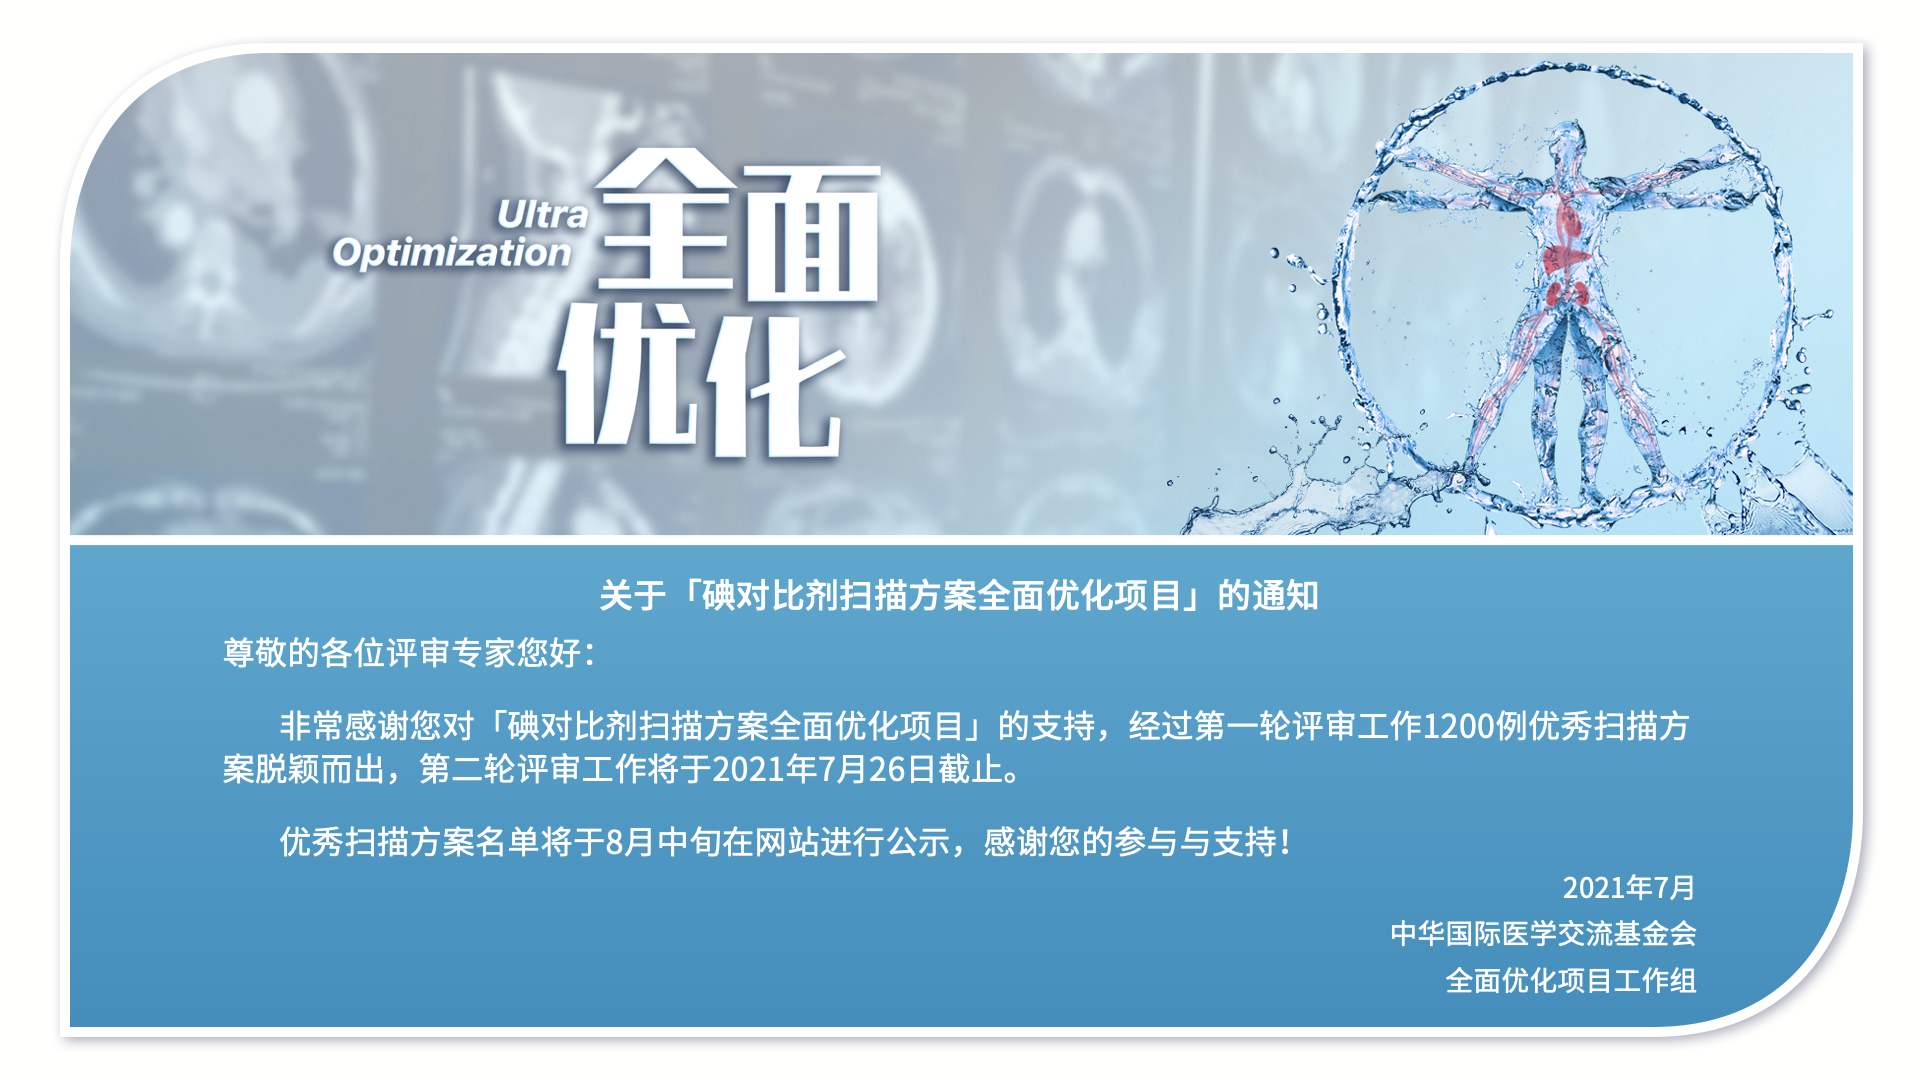 Ultra
Optimization
全面
优化
关于「碘对比剂扫描方案全面优化项目」的通知
尊敬的各位评审专家您好：
非常感谢您对「碘对比剂扫描方案全面优化项目」的支持，经过第一轮评审工作1200例优秀扫描方
案脱颖而出，第二轮评审工作将于2021年7月26日截止。
优秀扫描方案名单将于8月中旬在网站进行公示，感谢您的参与与支持！
2021年7月
中华国际医学交流基金会
全面优化项目工作组